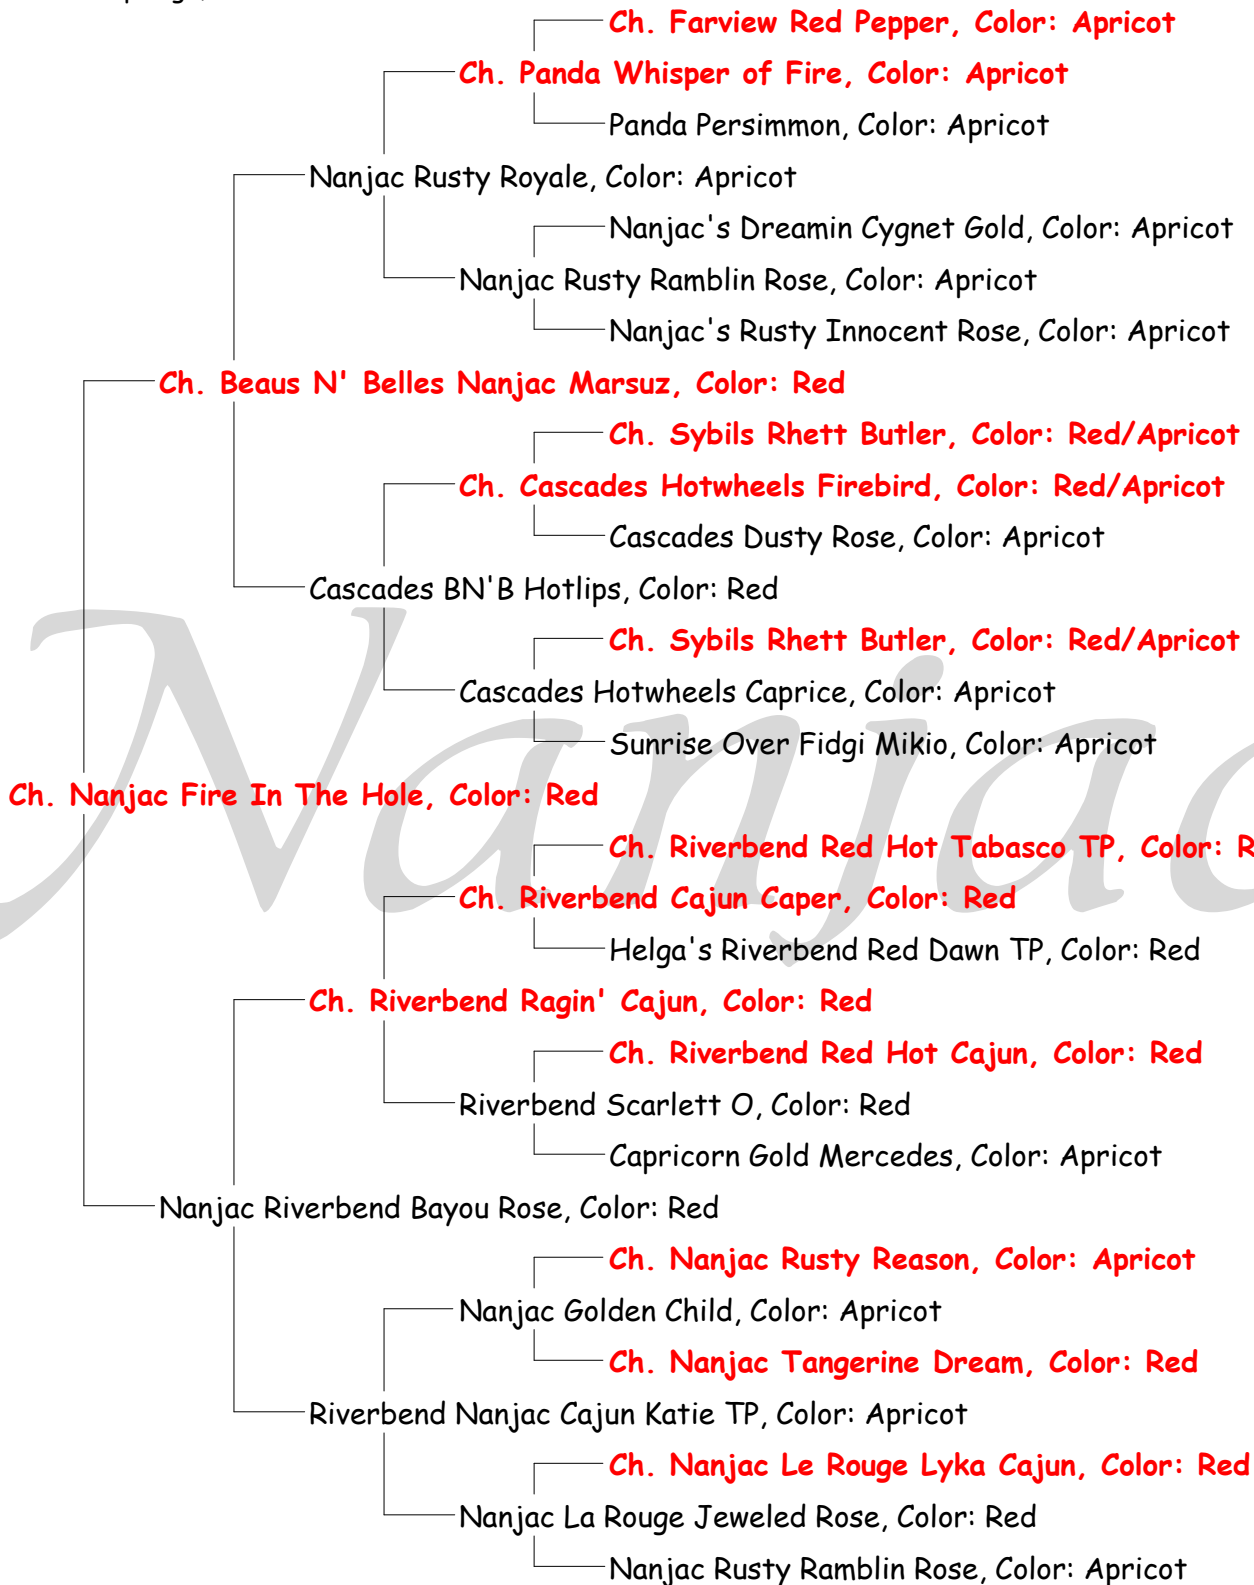 Ch. Farview Red Pepper, Color: Apricot
Ch. Panda Whisper of Fire, Color: Apricot
Panda Persimmon, Color: Apricot
Nanjac Rusty Royale, Color: Apricot
Nanjac's Dreamin Cygnet Gold, Color: Apricot
Nanjac Rusty Ramblin Rose, Color: Apricot
Nanjac's Rusty Innocent Rose, Color: Apricot
Ch. Beaus N' Belles Nanjac Marsuz, Color: Red
Ch. Sybils Rhett Butler, Color: Red/Apricot
Ch. Cascades Hotwheels Firebird, Color: Red/Apricot
Cascades Dusty Rose, Color: Apricot
Cascades BN'B Hotlips, Color: Red
Ch. Sybils Rhett Butler, Color: Red/Apricot
Cascades Hotwheels Caprice, Color: Apricot
Sunrise Over Fidgi Mikio, Color: Apricot
Nanjac
Ch. Nanjac Fire In The Hole, Color: Red
Ch. Riverbend Red Hot Tabasco TP, Color: R
Ch. Riverbend Cajun Caper, Color: Red
Helga's Riverbend Red Dawn TP, Color: Red
Ch. Riverbend Ragin' Cajun, Color: Red
Ch. Riverbend Red Hot Cajun, Color: Red
Riverbend Scarlett O, Color: Red
Capricorn Gold Mercedes, Color: Apricot
Nanjac Riverbend Bayou Rose, Color: Red
Ch. Nanjac Rusty Reason, Color: Apricot
Nanjac Golden Child, Color: Apricot
Ch. Nanjac Tangerine Dream, Color: Red
Riverbend Nanjac Cajun Katie TP, Color: Apricot
Ch. Nanjac Le Rouge Lyka Cajun, Color: Red
Nanjac La Rouge Jeweled Rose, Color: Red
Nanjac Rusty Ramblin Rose, Color: Apricot